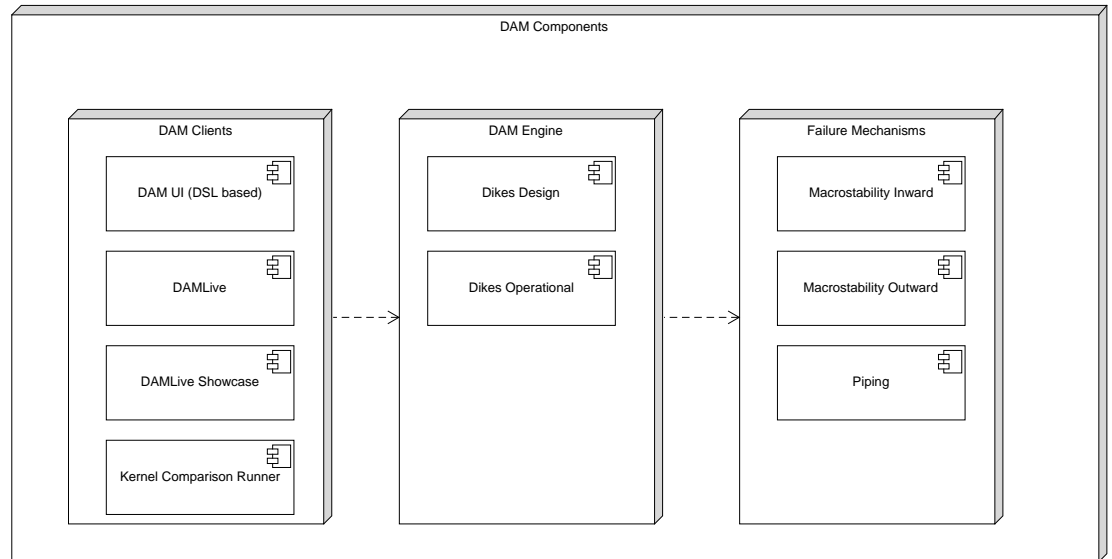 DAM Components
DAM Clients
DAM UI (DSL based)
DAMLive
DAMLive Showcase
Kernel Comparison Runner
DAM Engine
Dikes Design
Dikes Operational
Failure Mechanisms
Macrostability Inward
Macrostability Outward
Piping